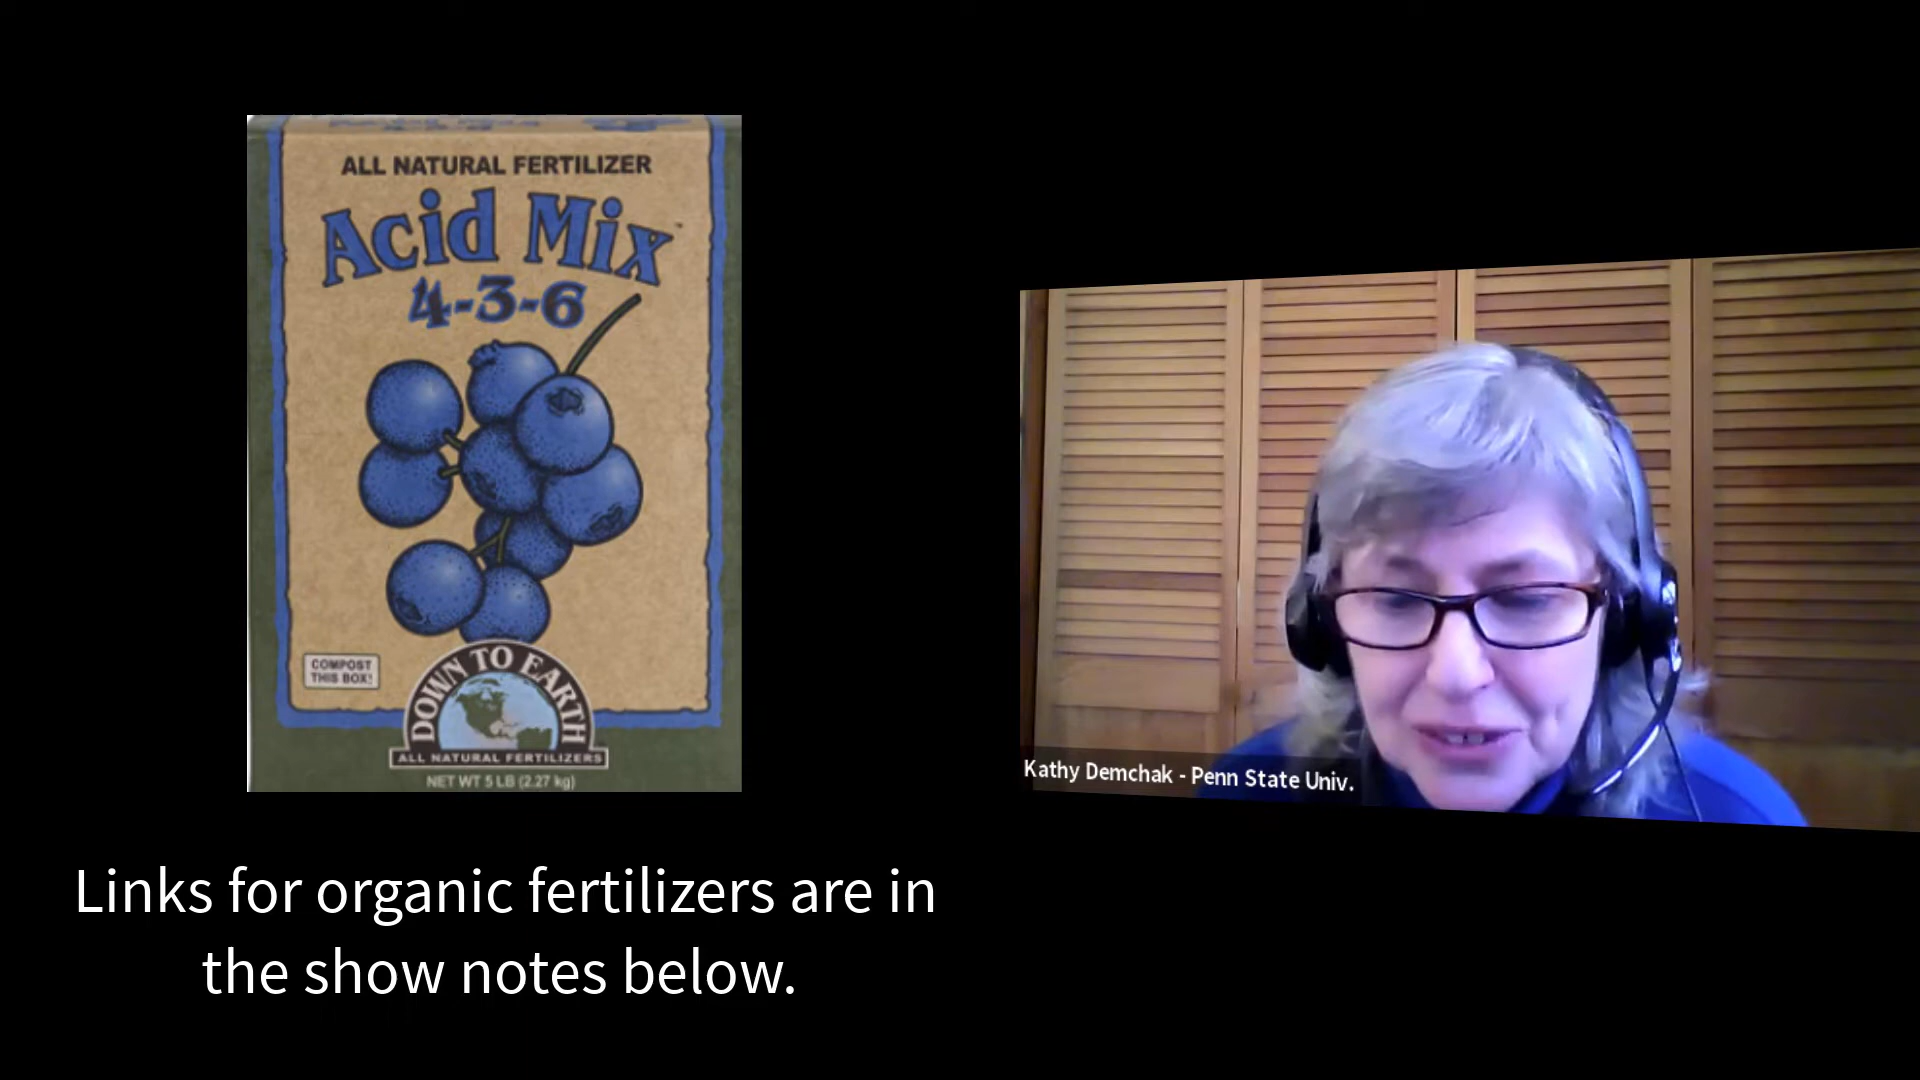 ALL NATURAL FERTILIZER
Acid Mix
4-3-6
COMPOST
THIS BOX!
DOWN TO EARTH
ALL NATURAL FERTILIZERS
NET WT 5 LB (2.27 kg)
Kathy Demchak - Penn State Univ.
Links for organic fertilizers are in
the show notes below.